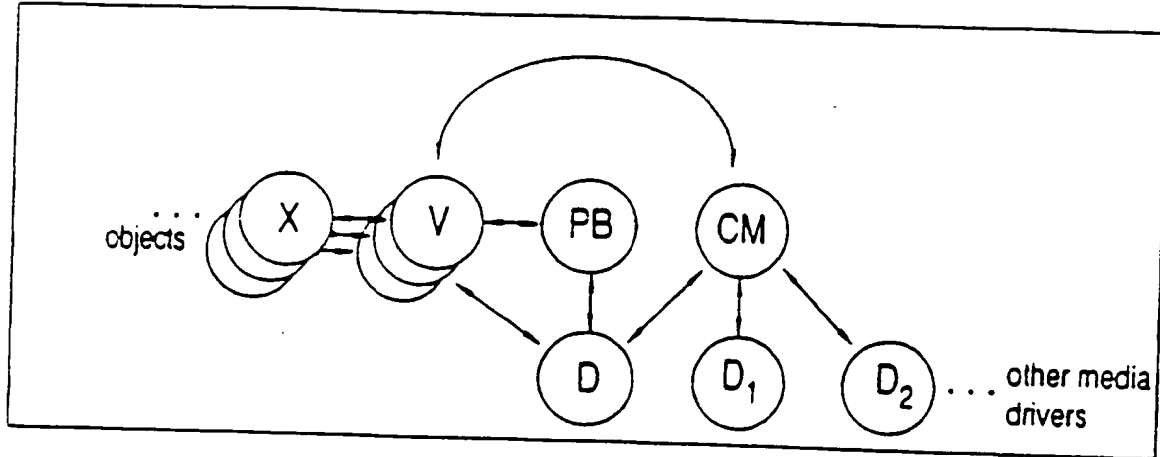 X
V
PB
CM
. . .
objects
D
D1
D2
. . . other media
drivers